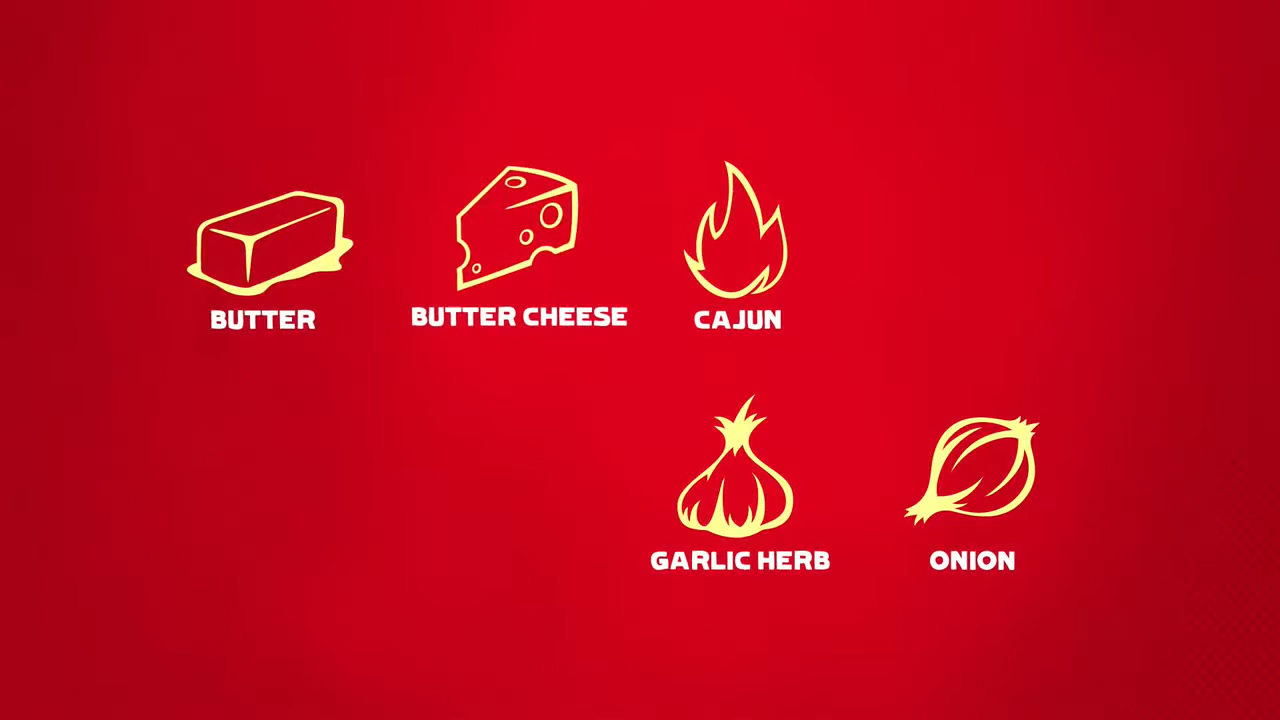 BUTTER
BUTTER CHEESE
CAJUN
GARLIC HERB
ONION